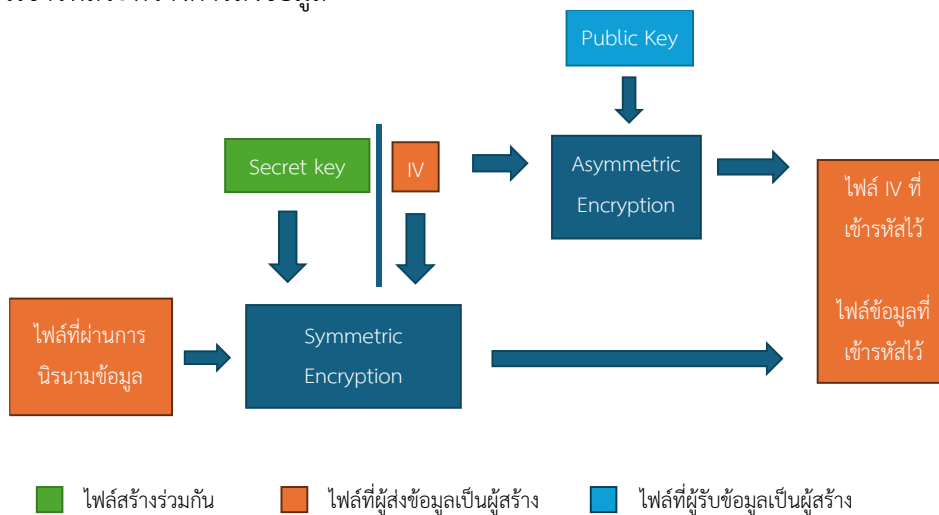 Public Key
Secret key
IV
Asymmetric
Encryption
ไฟล์ IV ที่
เข้ารหัสไว้
ไฟล์ข้อมูลที่
เข้ารหัสไว้
ไฟล์ที่ผ่านการ
นิรนามข้อมูล
Symmetric
Encryption
ไฟล์สร้างร่วมกัน
ไฟล์ที่ผู้ส่งข้อมูลเป็นผู้สร้าง
ไฟล์ที่ผู้รับข้อมูลเป็นผู้สร้าง